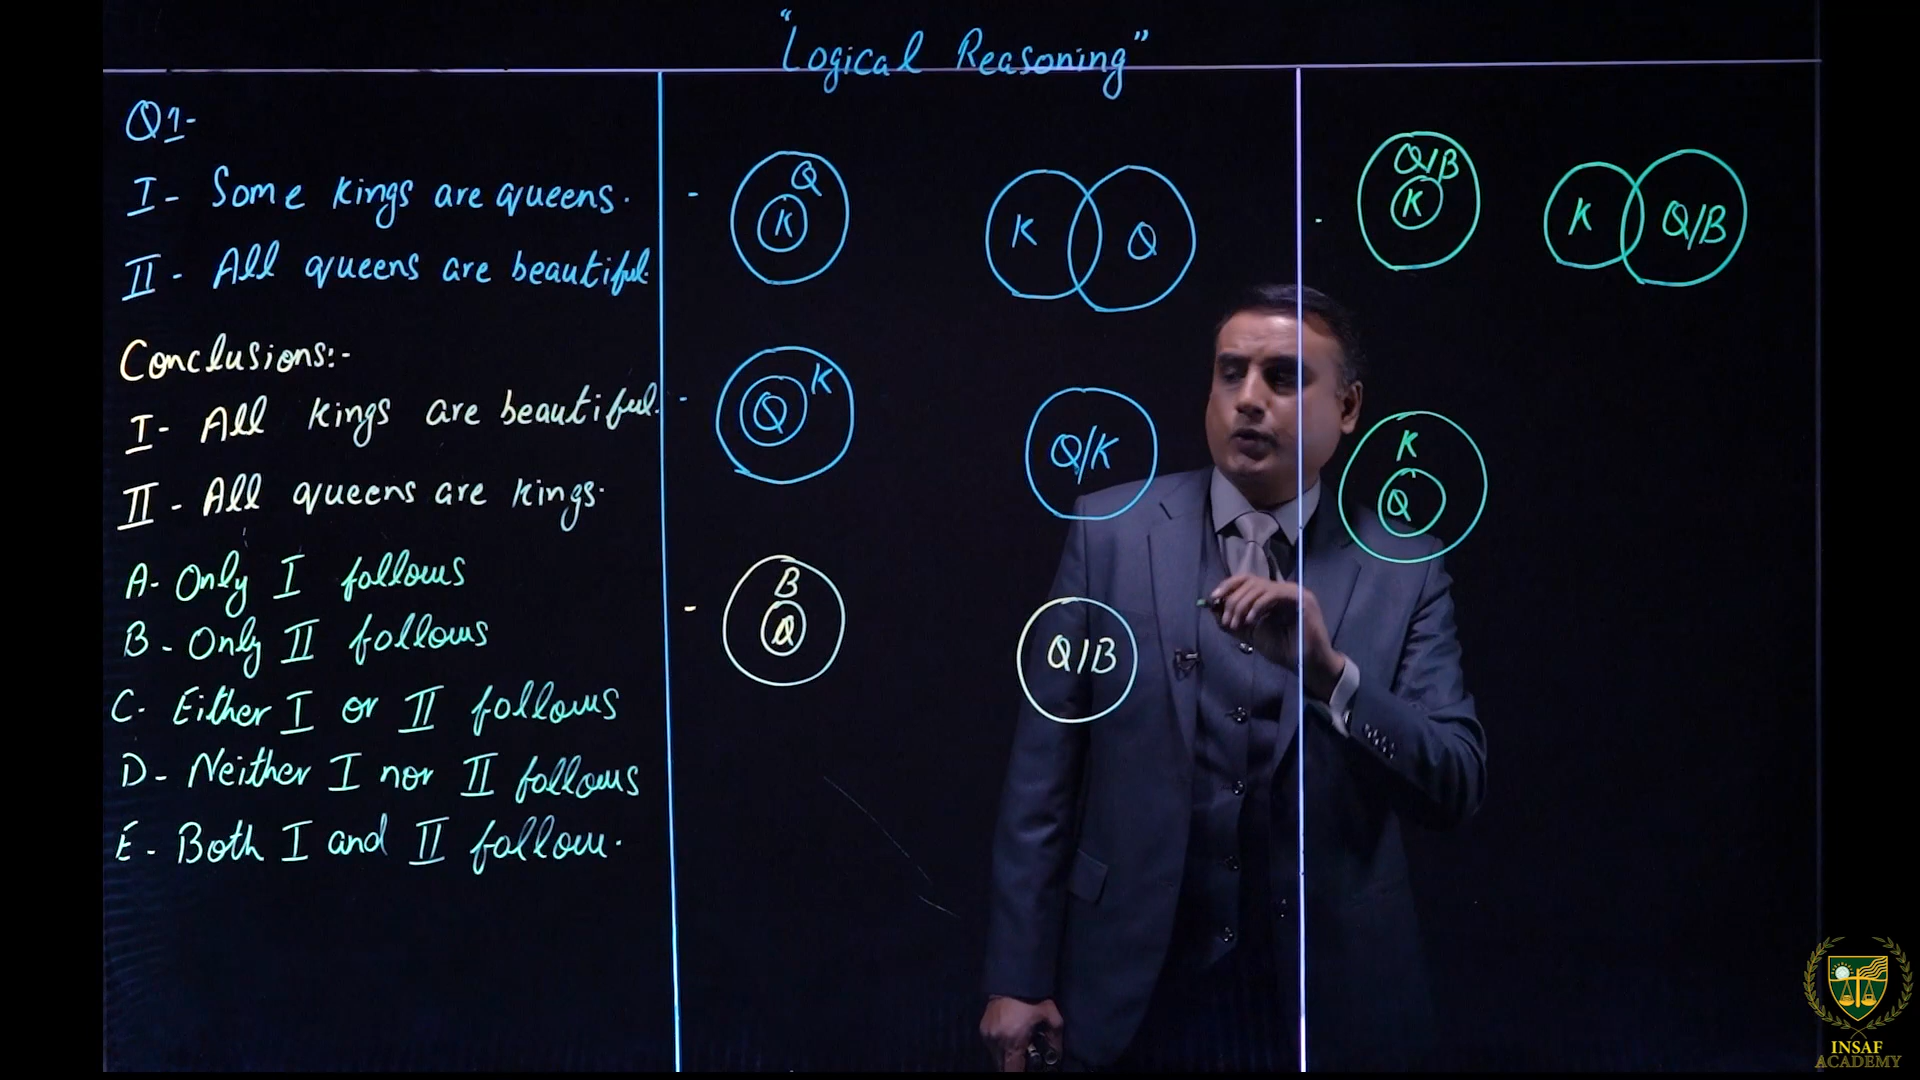 "Logical Reasoning"
Q1-
I- Some kings are queens.
II- All queens are beautiful.
Conclusions:-
I- All kings are beautiful.
II- All queens are kings.
A- Only I follows
B- Only II follows
C- Either I or II follows
D- Neither I nor II follows
E- Both I and II follow.
Q
K
K
Q
Q
K
Q/K
B
Q
Q/B
Q/B
K
K
Q/B
K
Q
INSAF
ACADEMY